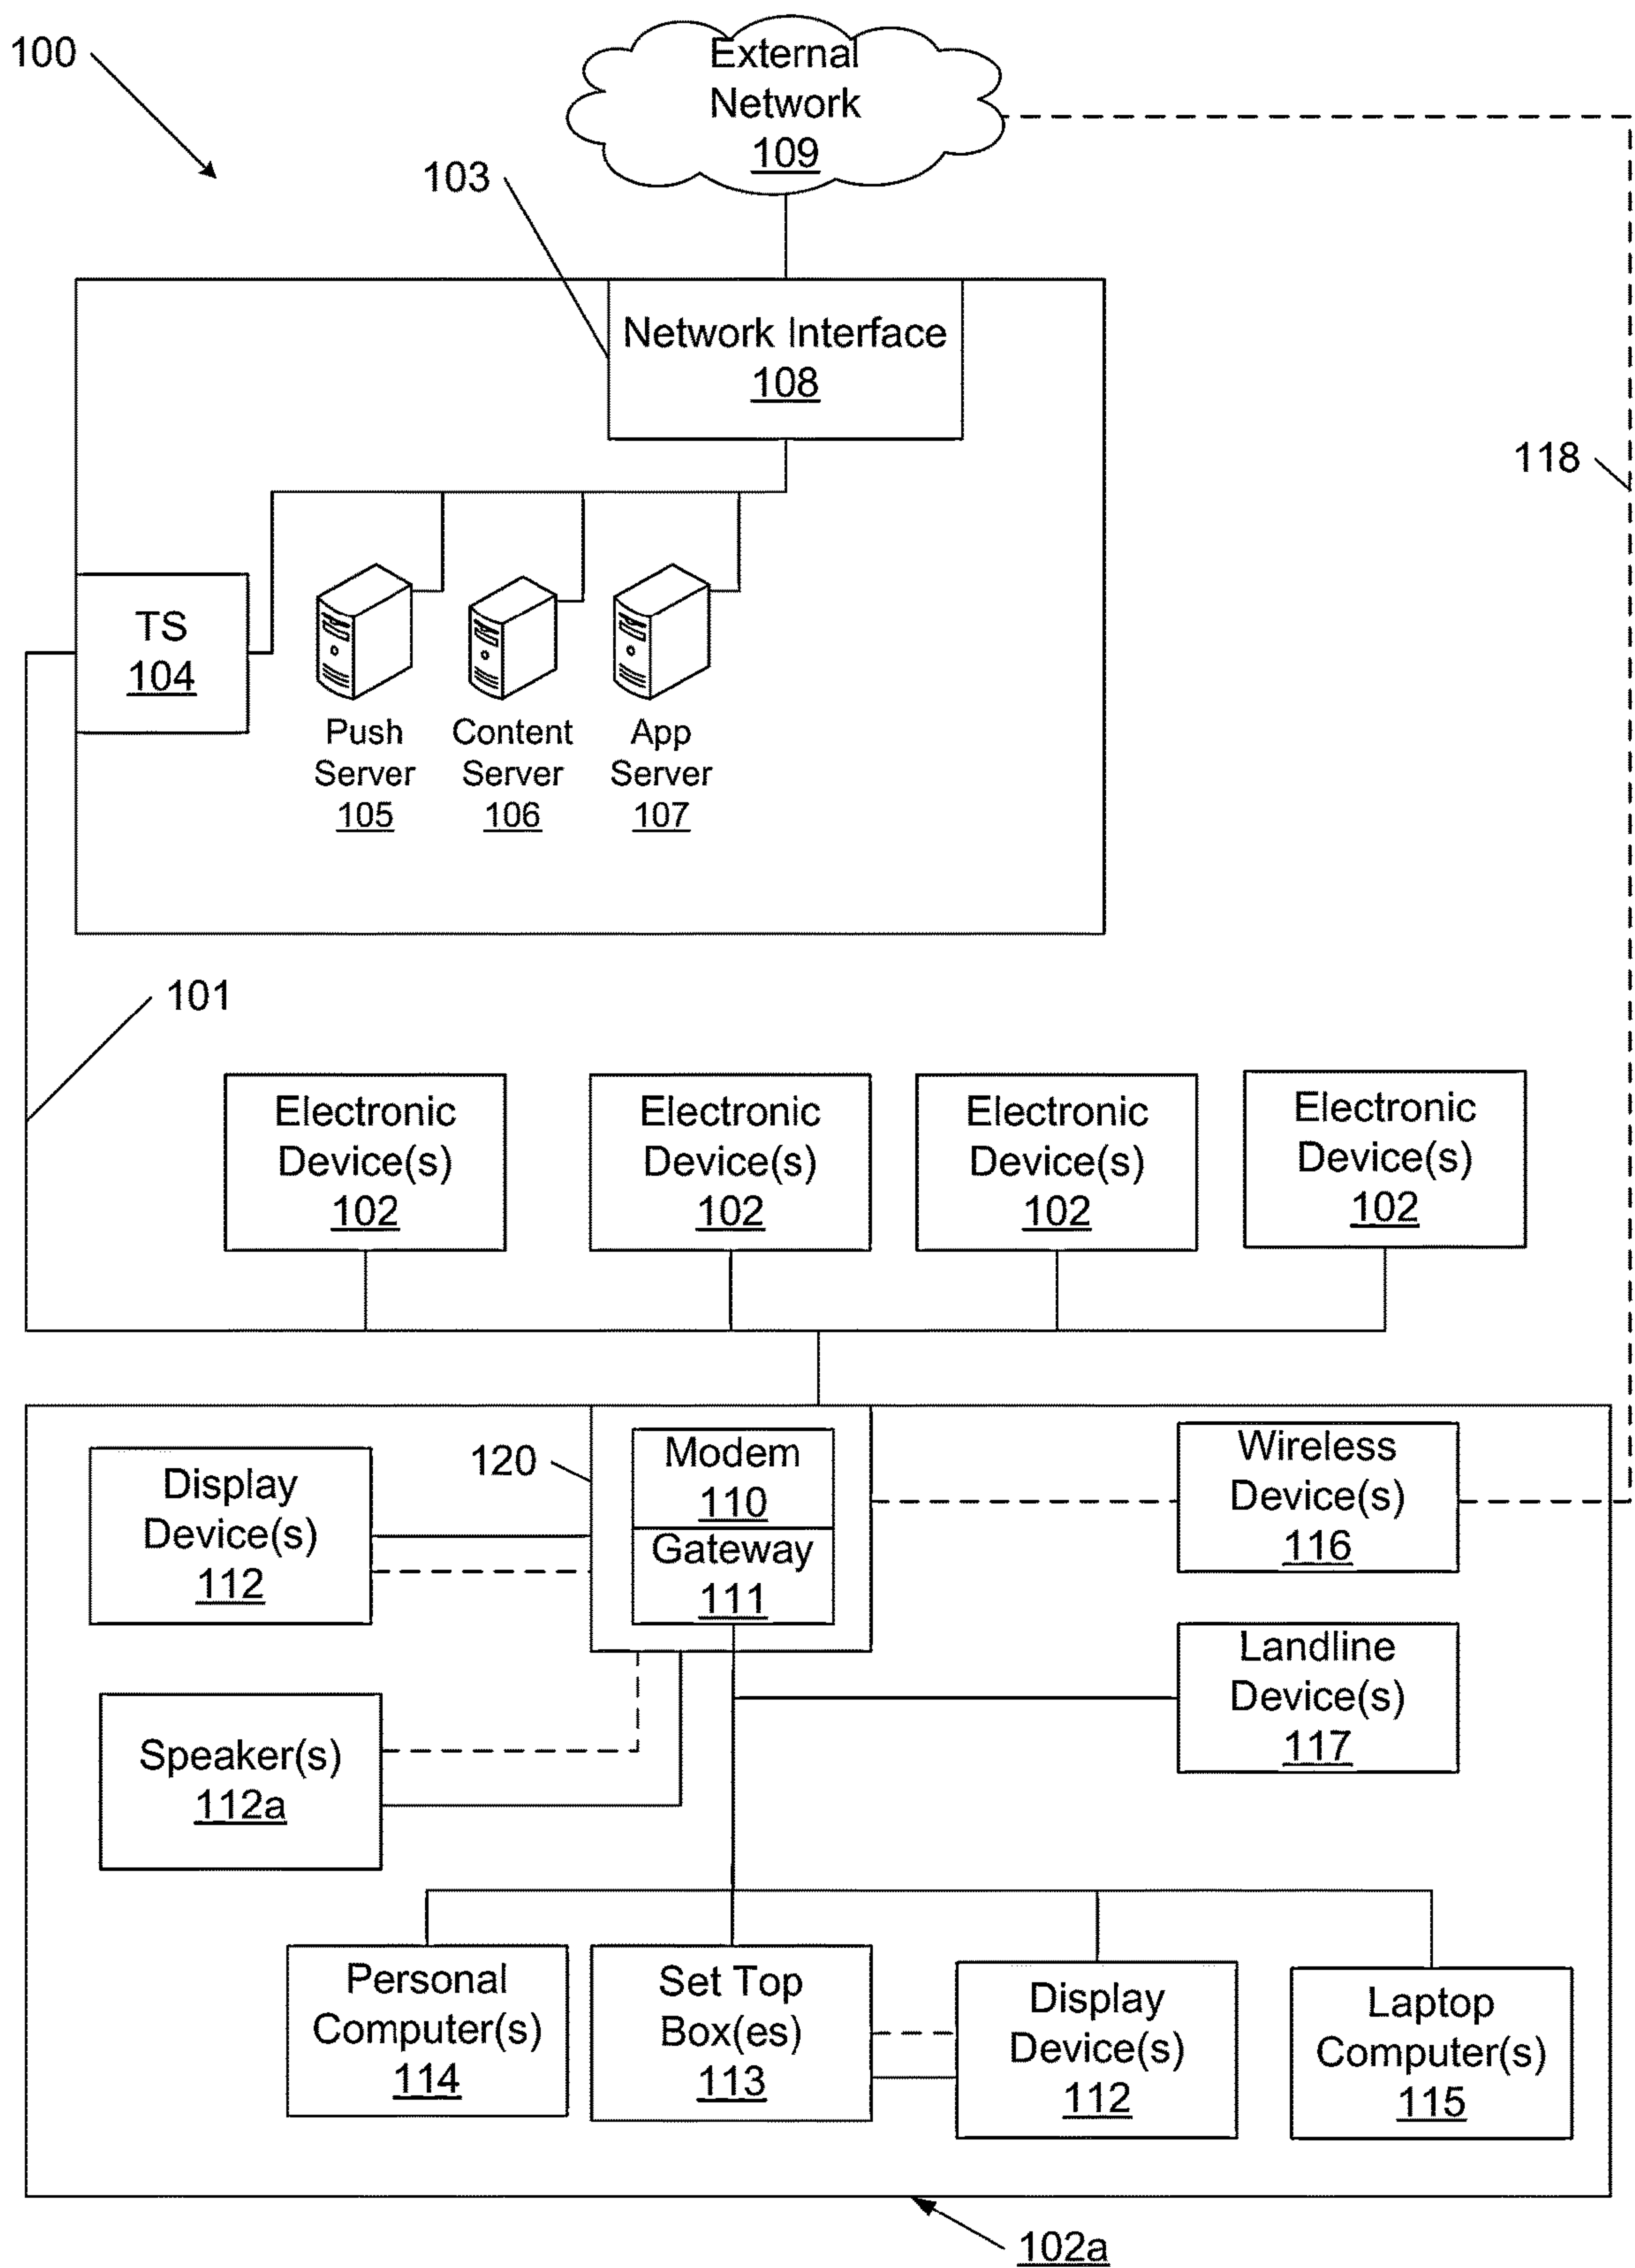 100
External
Network
109
103
Network Interface
108
118
TS
104
Push
Server
105
Content
Server
106
App
Server
107
101
Electronic
Device(s)
102
Electronic
Device(s)
102
Electronic
Device(s)
102
Electronic
Device(s)
102
120
Modem
110
Gateway
111
Display
Device(s)
112
Wireless
Device(s)
116
Landline
Device(s)
117
Speaker(s)
112a
Personal
Computer(s)
114
Set Top
Box(es)
113
Display
Device(s)
112
Laptop
Computer(s)
115
102a